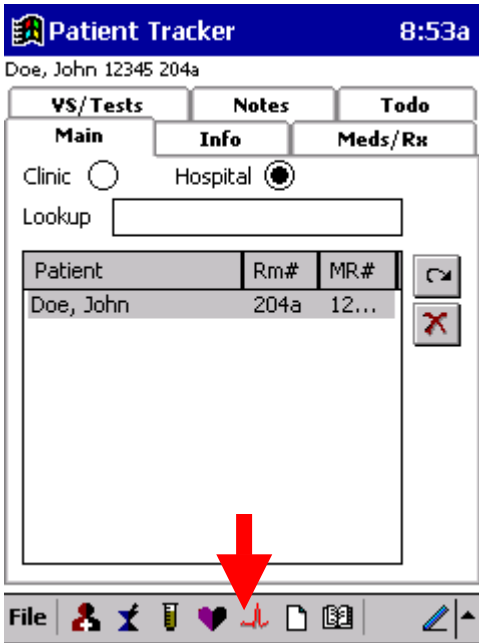 Patient Tracker 8:53a
Doe, John 12345 204a
VS/Tests Notes Todo
Main Info Meds/Rx
Clinic Hospital
Lookup
Patient Rm# MR#
Doe, John 204a 12...
File